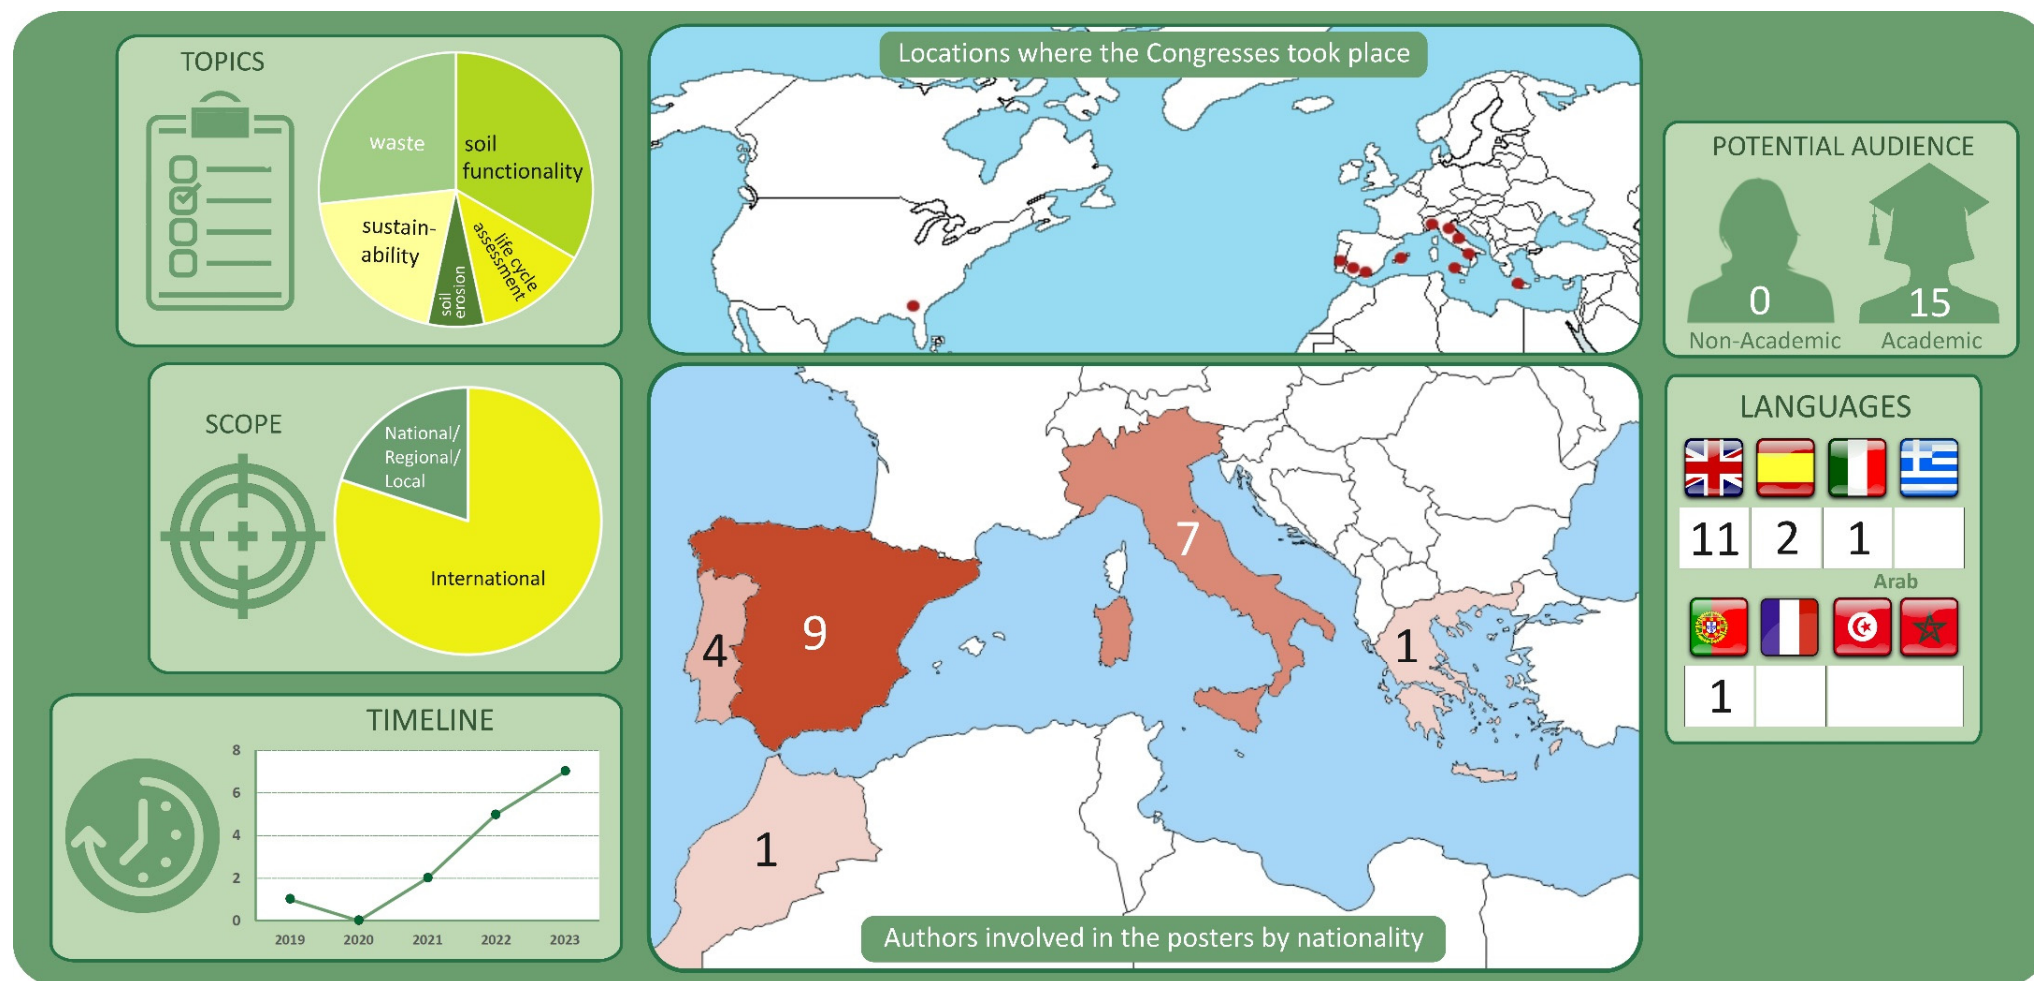 TOPICS
waste
soil
functionality
sustain-
ability
soil
erosion
life cycle
assessment
SCOPE
National/
Regional/
Local
International
TIMELINE
8
6
4
2
0
2019 2020 2021 2022 2023
Locations where the Congresses took place
4
9
7
1
1
Authors involved in the posters by nationality
POTENTIAL AUDIENCE
0 15
Non-Academic Academic
LANGUAGES
11 2 1
Arab
1